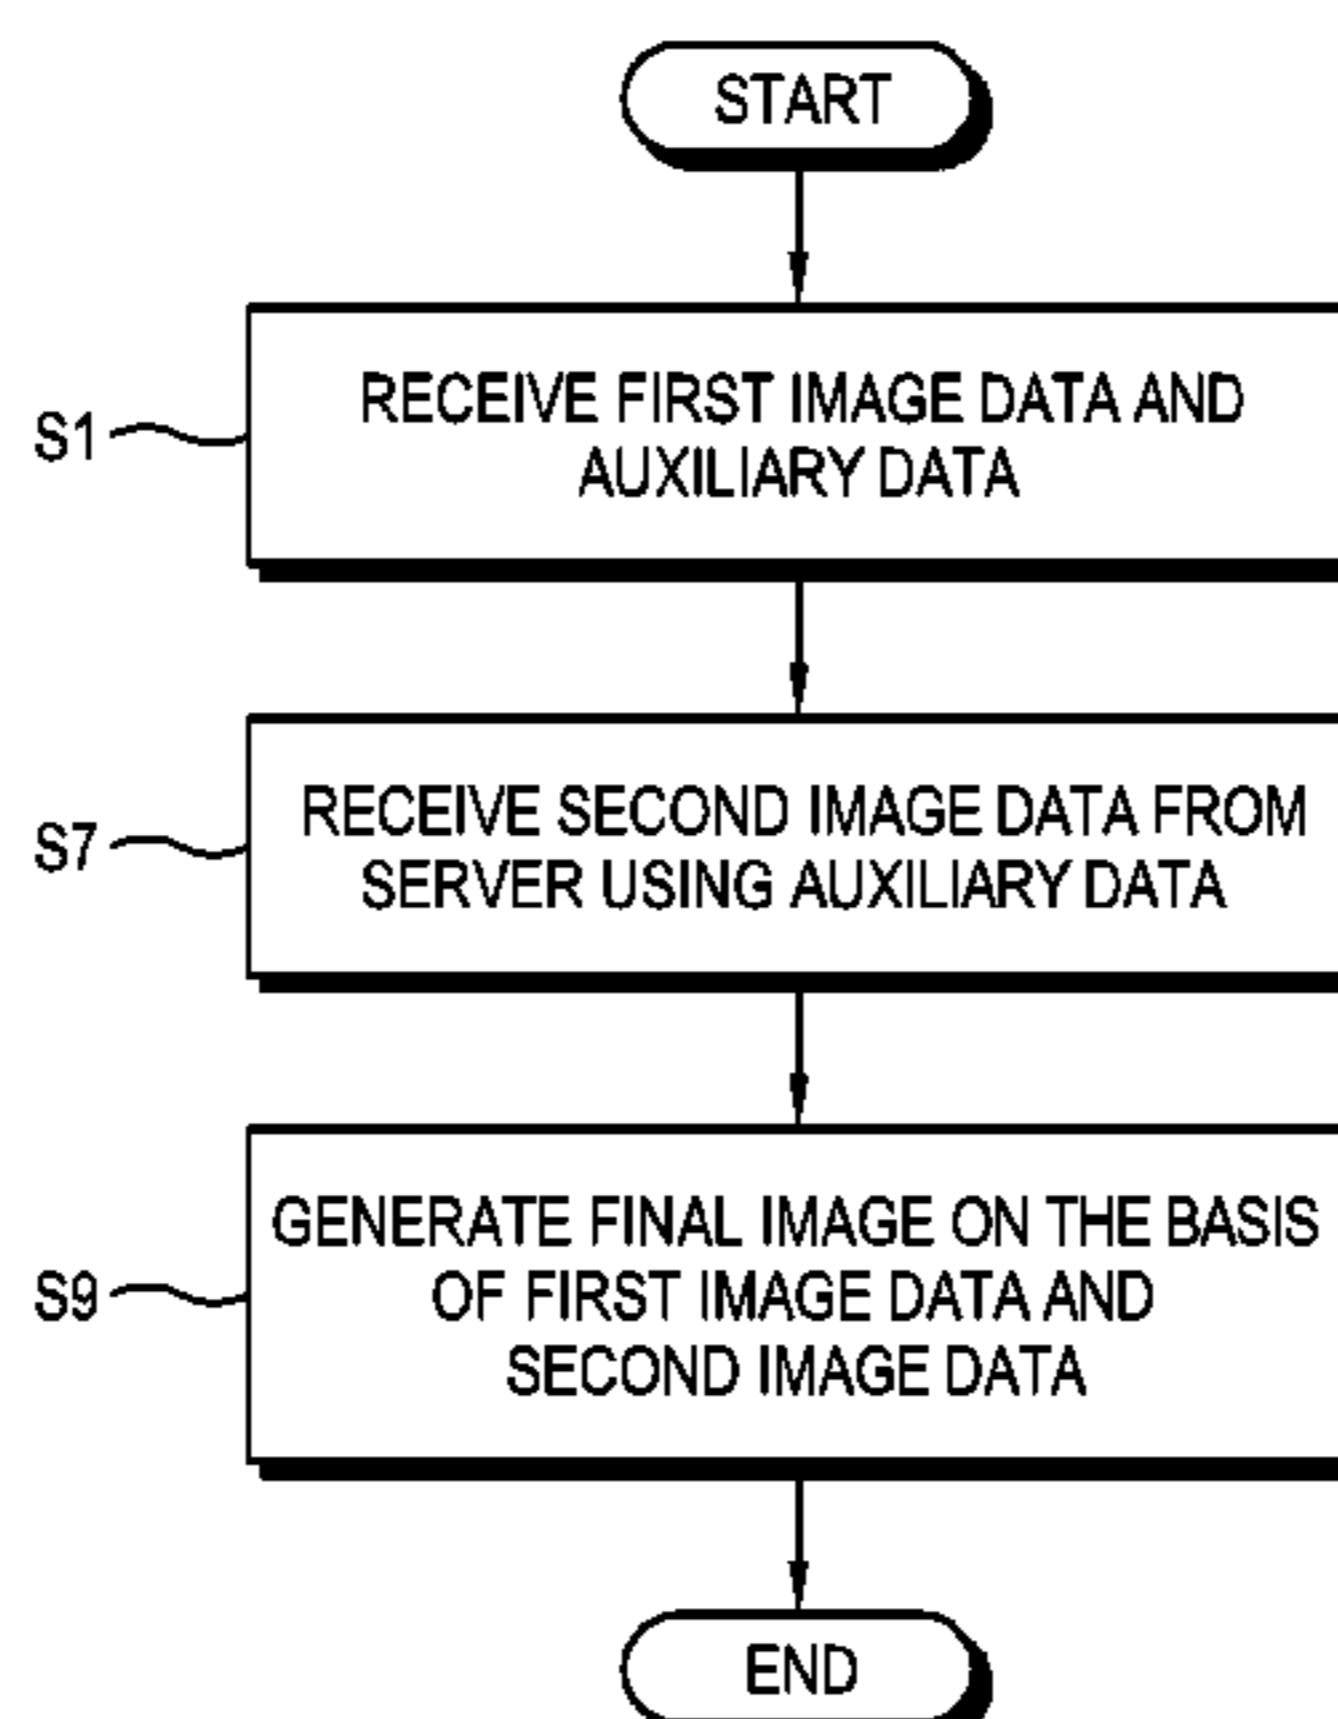 START
S1
RECEIVE FIRST IMAGE DATA AND
AUXILIARY DATA
S7
RECEIVE SECOND IMAGE DATA FROM
SERVER USING AUXILIARY DATA
S9
GENERATE FINAL IMAGE ON THE BASIS
OF FIRST IMAGE DATA AND
SECOND IMAGE DATA
END